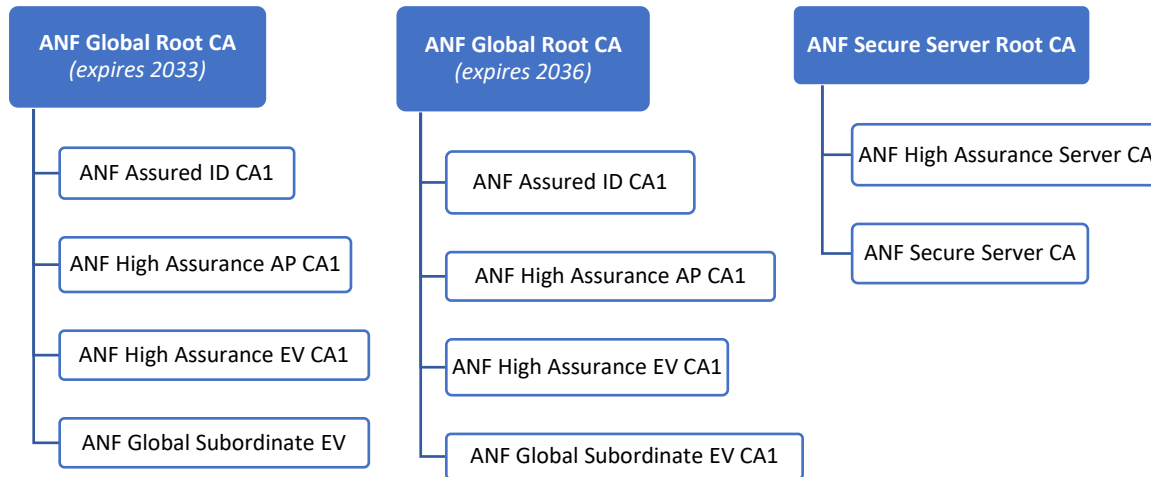 ANF Global Root CA
(expires 2033)
ANF Assured ID CA1
ANF High Assurance AP CA1
ANF High Assurance EV CA1
ANF Global Subordinate EV
ANF Global Root CA
(expires 2036)
ANF Assured ID CA1
ANF High Assurance AP CA1
ANF High Assurance EV CA1
ANF Global Subordinate EV CA1
ANF Secure Server Root CA
ANF High Assurance Server CA
ANF Secure Server CA